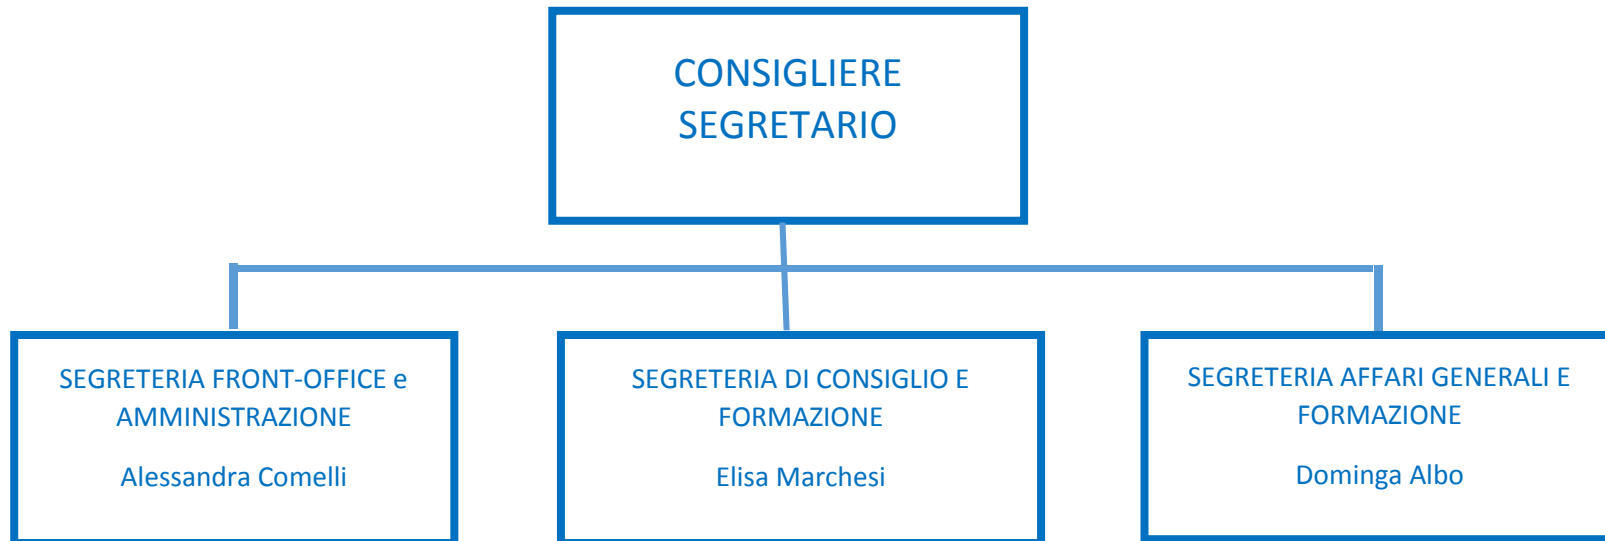 CONSIGLIERE
SEGRETARIO
SEGRETERIA FRONT-OFFICE e
AMMINISTRAZIONE
Alessandra Comelli
SEGRETERIA DI CONSIGLIO E
FORMAZIONE
Elisa Marchesi
SEGRETERIA AFFARI GENERALI E
FORMAZIONE
Dominga Albo